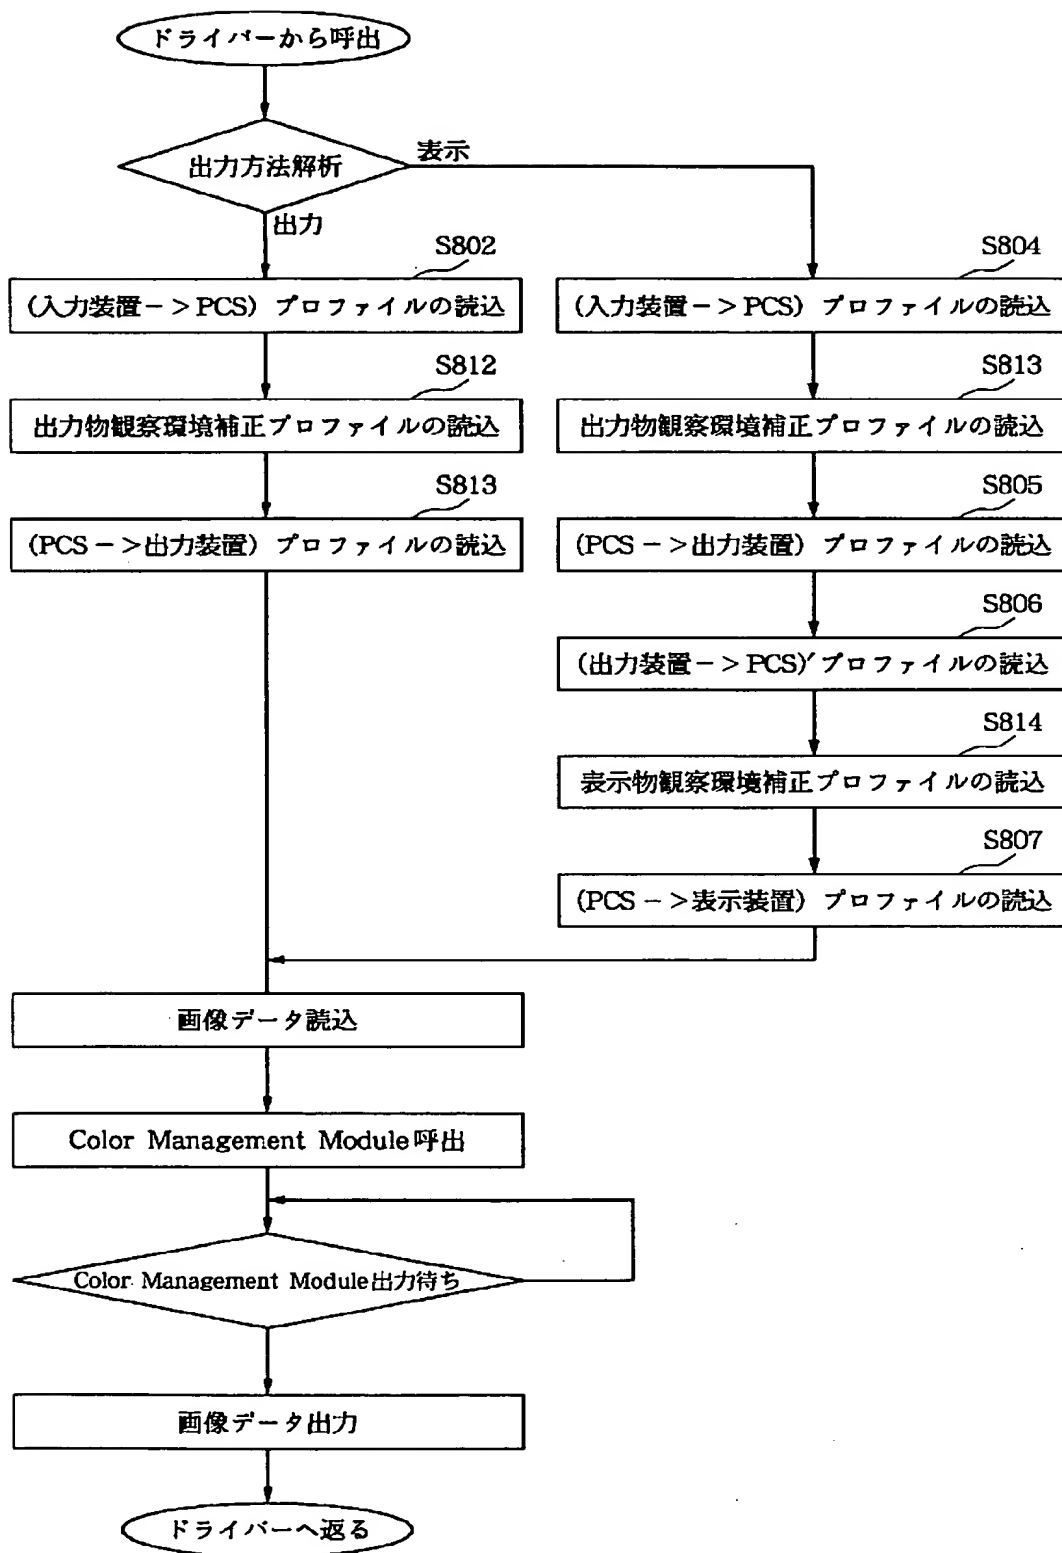 ドライバーから呼出
出力方法解析
表示
出力
S802
(入力装置->PCS) プロファイルの読込
S812
出力物観察環境補正プロファイルの読込
S813
(PCS->出力装置) プロファイルの読込
S804
(入力装置->PCS) プロファイルの読込
S813
出力物観察環境補正プロファイルの読込
S805
(PCS->出力装置) プロファイルの読込
S806
(出力装置->PCS)′プロファイルの読込
S814
表示物観察環境補正プロファイルの読込
S807
(PCS->表示装置) プロファイルの読込
画像データ読込
Color Management Module呼出
Color Management Module出力待ち
画像データ出力
ドライバーへ返る